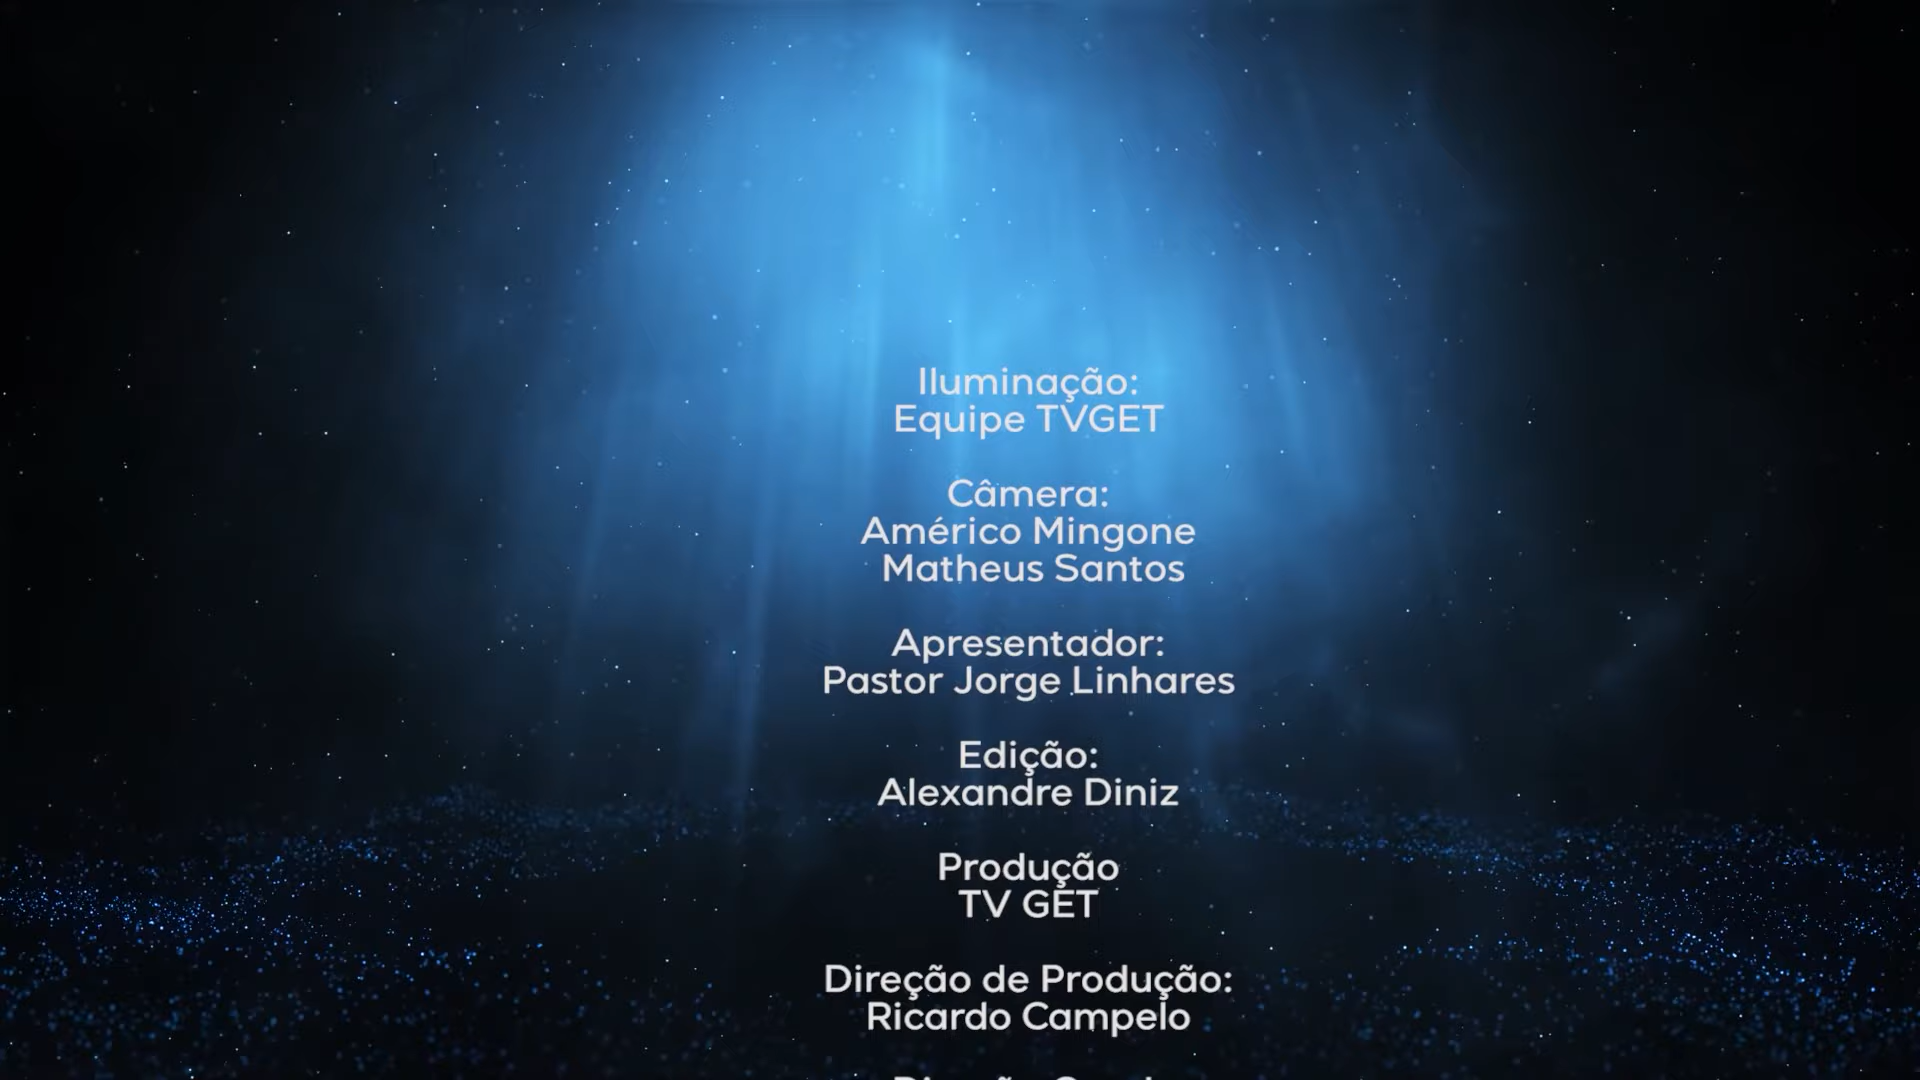 Iluminação:
Equipe TVGET
Câmera:
Américo Mingone
Matheus Santos
Apresentador:
Pastor Jorge Linhares
Edição:
Alexandre Diniz
Produção
TV GET
Direção de Produção:
Ricardo Campelo